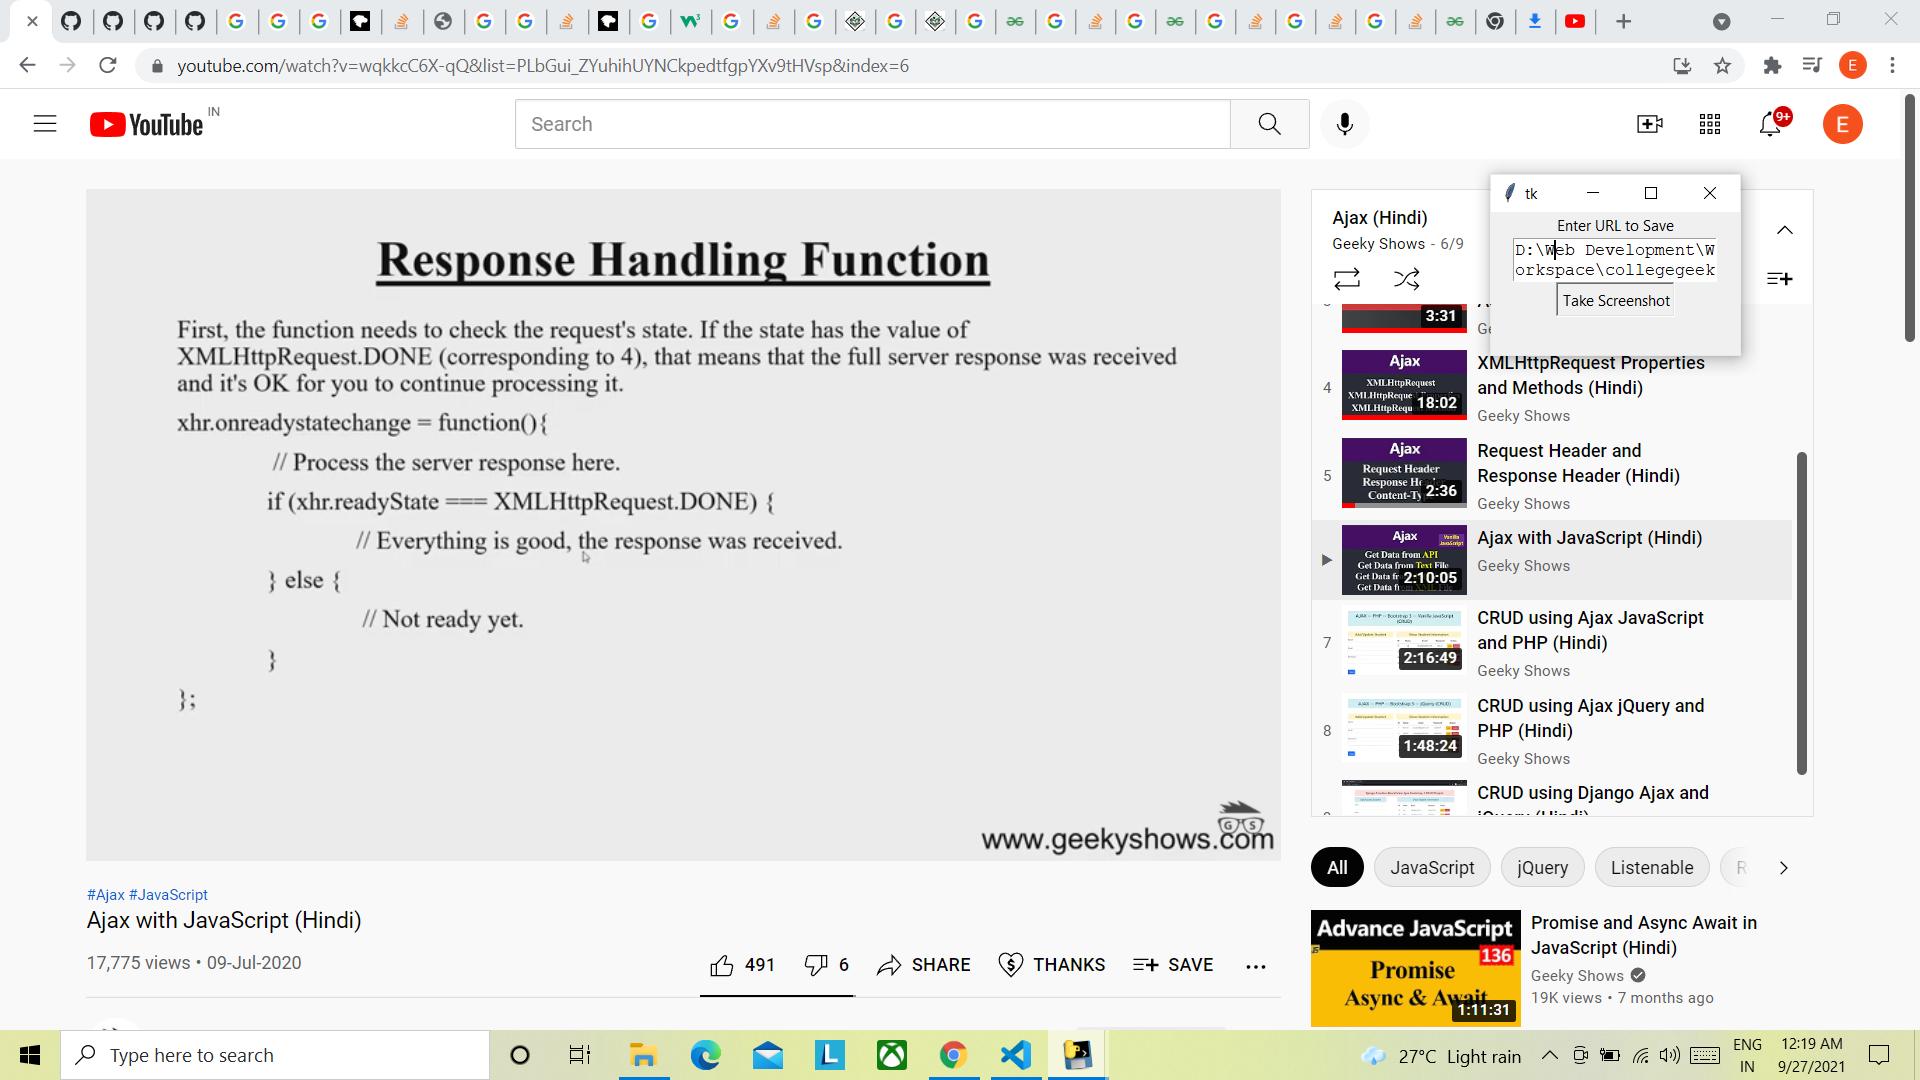 youtube.com/watch?v=wqkkcC6X-qQ&list=PLbGui_ZYuhihUYNCkpedtfgpYXv9tHVsp&index=6
E
YouTube IN
Search
9+
E
Response Handling Function
First, the function needs to check the request's state. If the state has the value of
XMLHttpRequest.DONE (corresponding to 4), that means that the full server response was received
and it's OK for you to continue processing it.
xhr.onreadystatechange = function(){
// Process the server response here.
if (xhr.readyState === XMLHttpRequest.DONE) {
// Everything is good, the response was received.
} else {
// Not ready yet.
}
};
G S
www.geekyshows.com
#Ajax #JavaScript
Ajax with JavaScript (Hindi)
17,775 views • 09-Jul-2020
491
6
SHARE
THANKS
SAVE
tk
Enter URL to Save
D:\Web Development\W
orkspace\collegegeek
Take Screenshot
Ajax (Hindi)
Geeky Shows - 6/9
3:31
4
Ajax
XMLHttpRequest
18:02
XMLHttpRequest Properties
and Methods (Hindi)
Geeky Shows
5
Ajax
Request Header
Response
2:36
Request Header and
Response Header (Hindi)
Geeky Shows
Ajax
Vanilla
JavaScript
Get Data from API
Get Data from Text File
2:10:05
Ajax with JavaScript (Hindi)
Geeky Shows
7
2:16:49
CRUD using Ajax JavaScript
and PHP (Hindi)
Geeky Shows
8
1:48:24
CRUD using Ajax jQuery and
PHP (Hindi)
Geeky Shows
CRUD using Django Ajax and
jQuery (Hindi)
All
JavaScript
jQuery
Listenable
Advance JavaScript
136
Promise
Async & Await
1:11:31
Promise and Async Await in
JavaScript (Hindi)
Geeky Shows
19K views • 7 months ago
Type here to search
L
27°C Light rain
ENG
IN
12:19 AM
9/27/2021